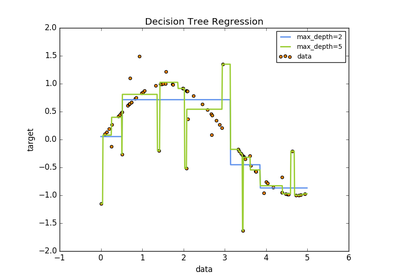 Decision Tree Regression
max_depth=2
max_depth=5
data
target
2.0
1.5
1.0
0.5
0.0
−0.5
−1.0
−1.5
−2.0
−1 0 1 2 3 4 5 6
data